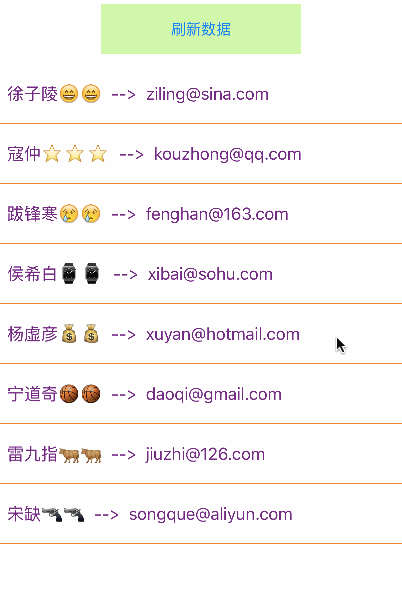 刷新数据
徐子陵😄😄 --> ziling@sina.com
寇仲⭐⭐⭐ --> kouzhong@qq.com
跋锋寒😢😢 --> fenghan@163.com
侯希白⌚⌚ --> xibai@sohu.com
杨虚彦💰💰 --> xuyan@hotmail.com
宁道奇🏀🏀 --> daoqi@gmail.com
雷九指🐂🐂 --> jiuzhi@126.com
宋缺🔫🔫 --> songque@aliyun.com